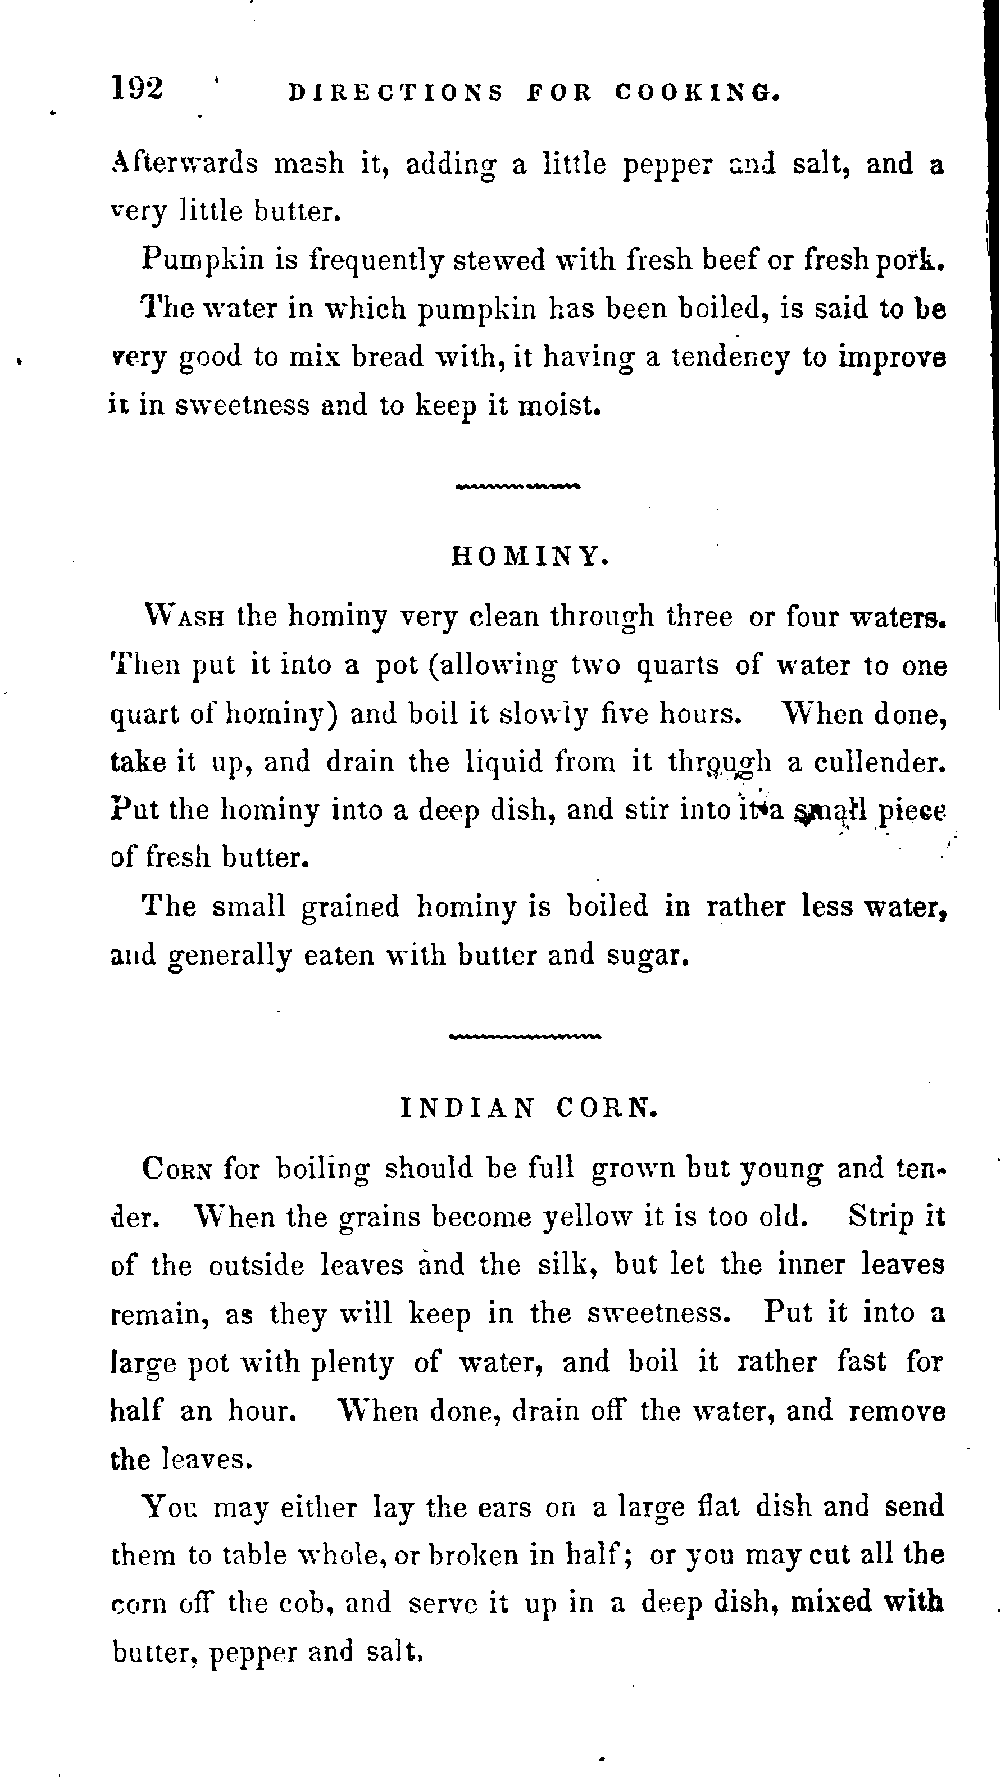 192 DIRECTIONS FOR COOKING.
Afterwards mash it, adding a little pepper and salt, and a
very little butter.
Pumpkin is frequently stewed with fresh beef or fresh pork.
The water in which pumpkin has been boiled, is said to be
very good to mix bread with, it having a tendency to improve
it in sweetness and to keep it moist.
HOMINY.
WASH the hominy very clean through three or four waters.
Then put it into a pot (allowing two quarts of water to one
quart of hominy) and boil it slowly five hours. When done,
take it up, and drain the liquid from it through a cullender.
Put the hominy into a deep dish, and stir into it a small piece
of fresh butter.
The small grained hominy is boiled in rather less water,
and generally eaten with butter and sugar.
INDIAN CORN.
CORN for boiling should be full grown but young and ten-
der. When the grains become yellow it is too old. Strip it
of the outside leaves and the silk, but let the inner leaves
remain, as they will keep in the sweetness. Put it into a
large pot with plenty of water, and boil it rather fast for
half an hour. When done, drain off the water, and remove
the leaves.
You may either lay the ears on a large flat dish and send
them to table whole, or broken in half; or you may cut all the
corn off the cob, and serve it up in a deep dish, mixed with
butter, pepper and salt.